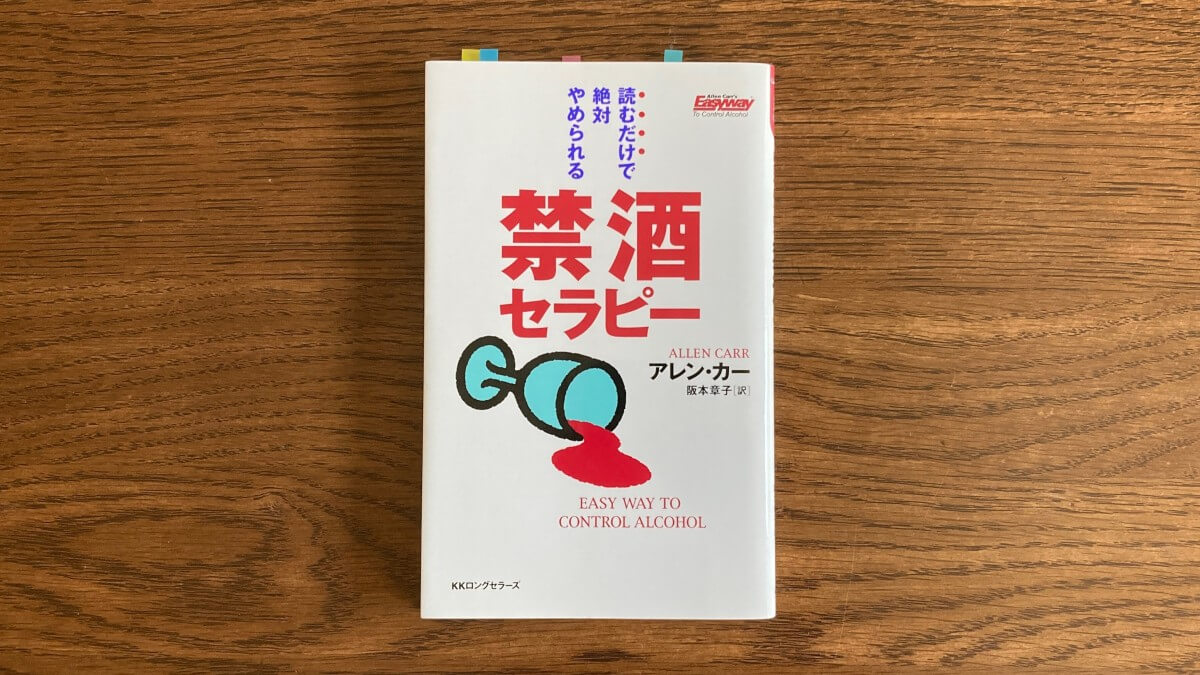 読むだけで
絶対
やめられる
Allen Carr's
Easyway
To Control Alcohol
禁酒
セラピー
ALLEN CARR
アレン・カー
阪本章子[訳]
EASY WAY TO
CONTROL ALCOHOL
KKロングセラーズ